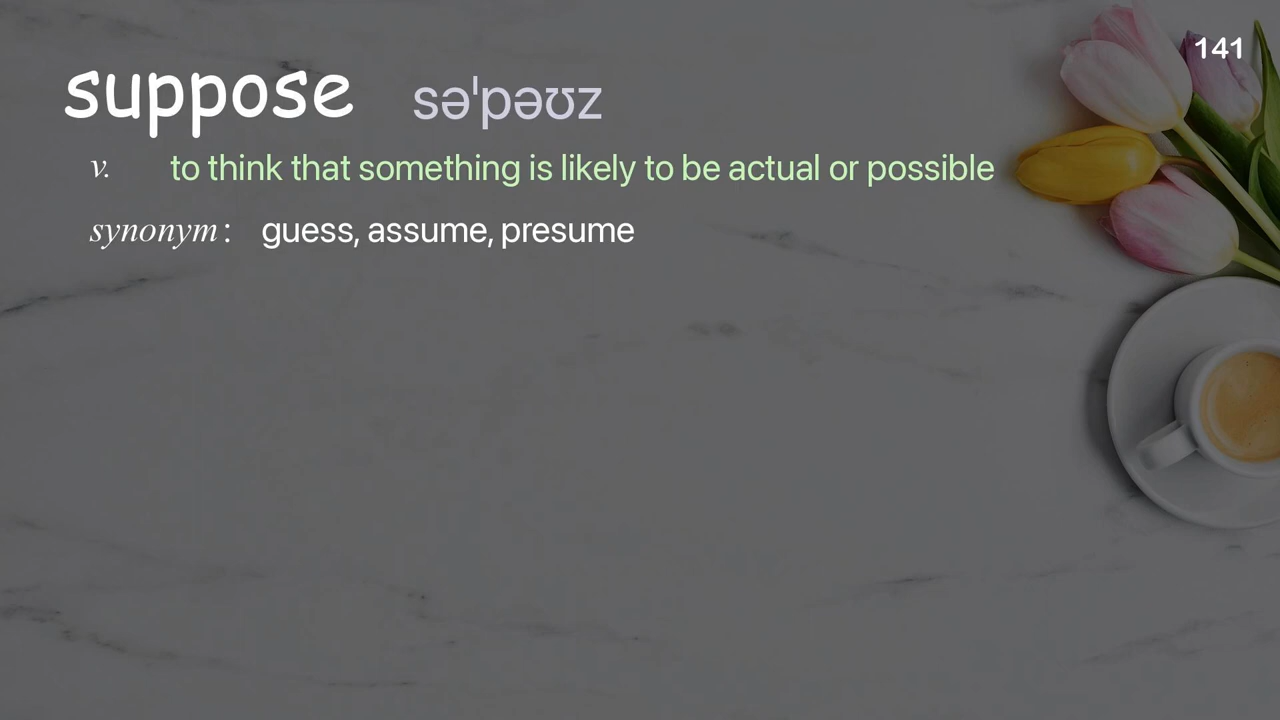 141
suppose səˈpəʊz
v. to think that something is likely to be actual or possible
synonym: guess, assume, presume